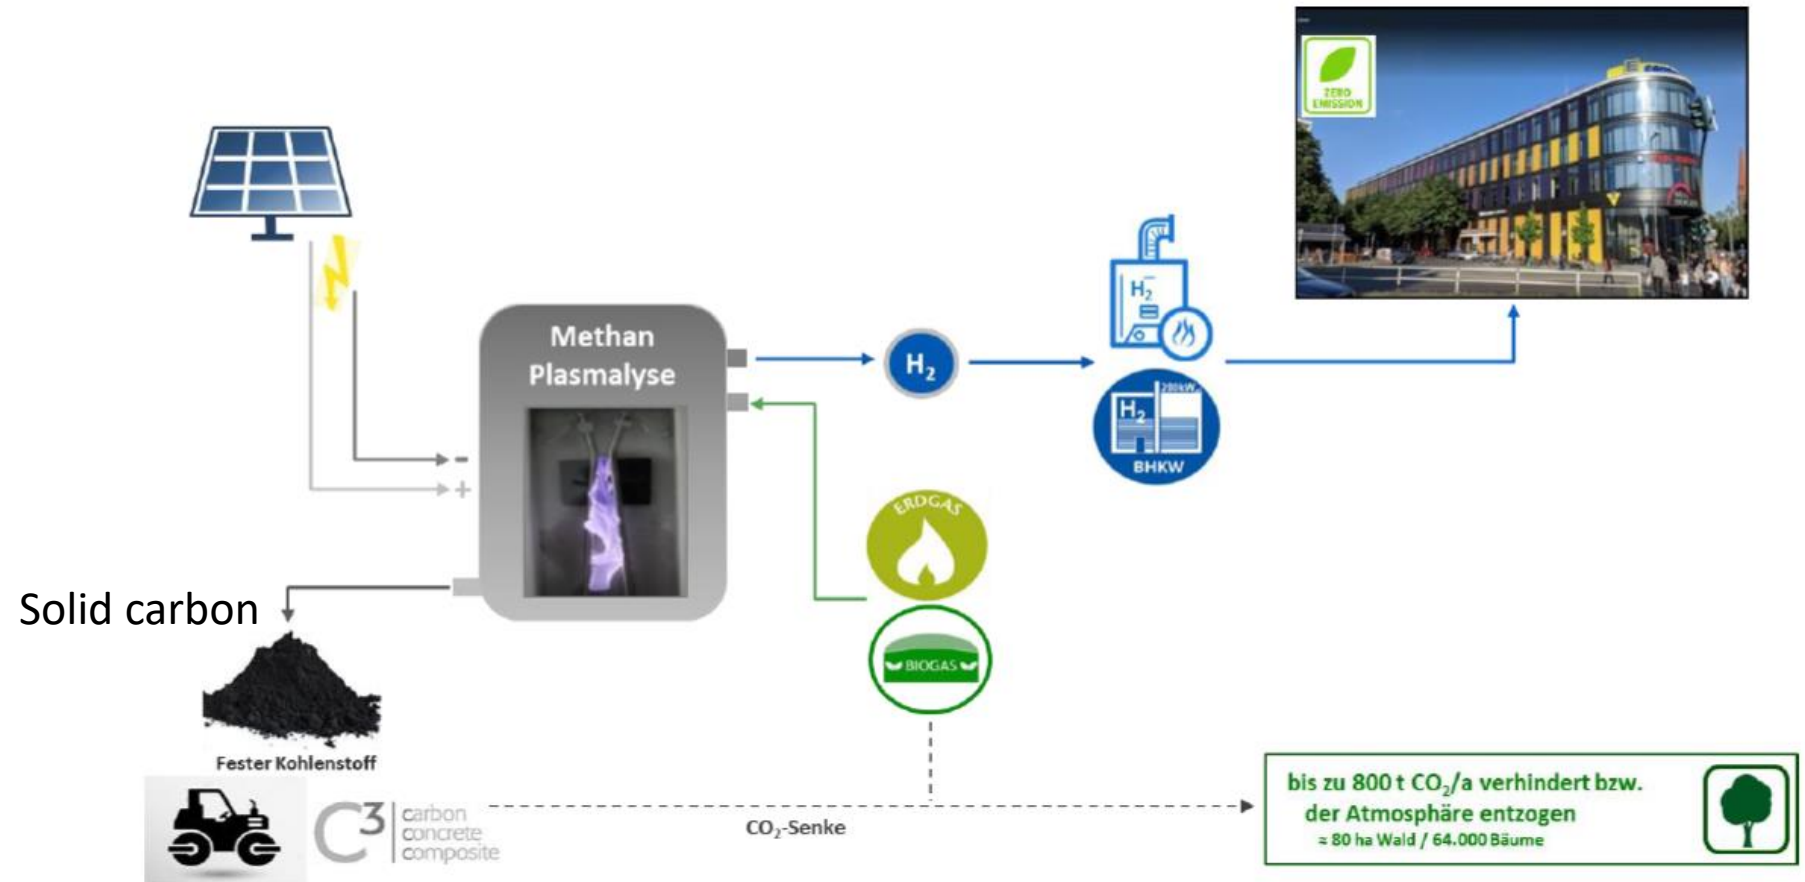 ZERO
EMISSION
Methan
Plasmalyse
H₂
H₂
200kW
H₂
BHKW
-
+
ERDGAS
BIOGAS
Solid carbon
Fester Kohlenstoff
C³
carbon
concrete
composite
CO₂-Senke
bis zu 800 t CO₂/a verhindert bzw.
der Atmosphäre entzogen
≈ 80 ha Wald / 64.000 Bäume